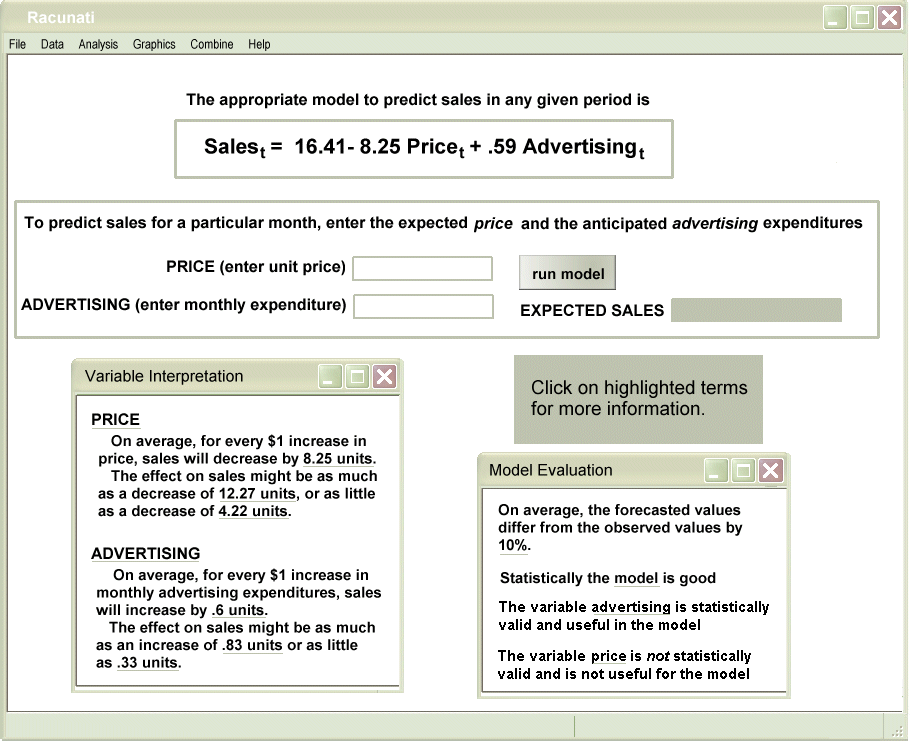 Racunati
File Data Analysis Graphics Combine Help
The appropriate model to predict sales in any given period is
Salest = 16.41- 8.25 Pricet + .59 Advertisingt
To predict sales for a particular month, enter the expected price and the anticipated advertising expenditures
PRICE (enter unit price)
run model
ADVERTISING (enter monthly expenditure)
EXPECTED SALES
Variable Interpretation
PRICE
On average, for every $1 increase in
price, sales will decrease by 8.25 units.
The effect on sales might be as much
as a decrease of 12.27 units, or as little
as a decrease of 4.22 units.
ADVERTISING
On average, for every $1 increase in
monthly advertising expenditures, sales
will increase by .6 units.
The effect on sales might be as much
as an increase of .83 units or as little
as .33 units.
Click on highlighted terms
for more information.
Model Evaluation
On average, the forecasted values
differ from the observed values by
10%.
Statistically the model is good
The variable advertising is statistically
valid and useful in the model
The variable price is not statistically
valid and is not useful for the model